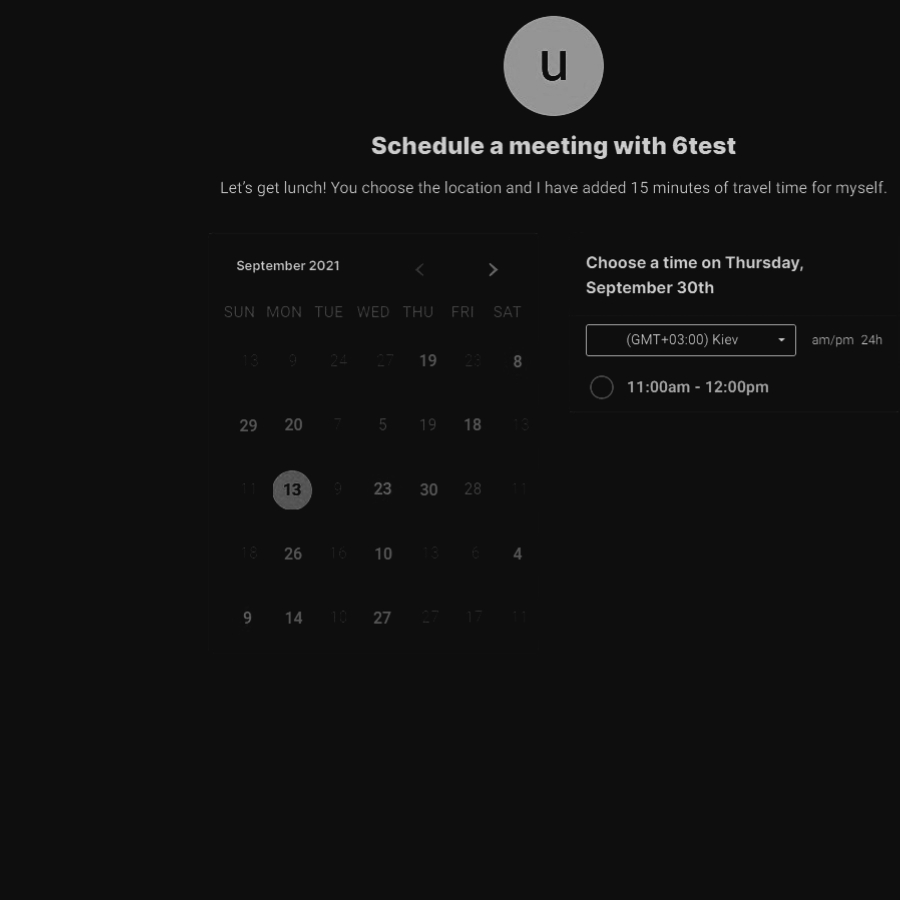 u
Schedule a meeting with 6test
Let's get lunch! You choose the location and I have added 15 minutes of travel time for myself.
September 2021
SUN MON TUE WED THU FRI SAT
13 9 24 27 19 23 8
29 20 7 5 19 18 13
11 13 9 23 30 28 11
18 26 16 10 13 6 4
9 14 27 27 17 11
Choose a time on Thursday,
September 30th
(GMT+03:00) Kiev am/pm 24h
11:00am - 12:00pm